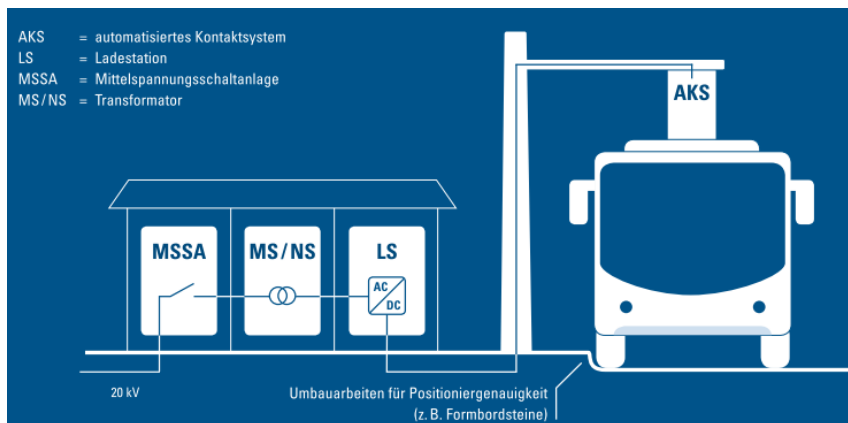 AKS = automatisiertes Kontaktsystem
LS = Ladestation
MSSA = Mittelspannungsschaltanlage
MS/NS = Transformator
AKS
MSSA
MS/NS
LS
AC
DC
20 kV
Umbauarbeiten für Positioniergenauigkeit
(z. B. Formbordsteine)